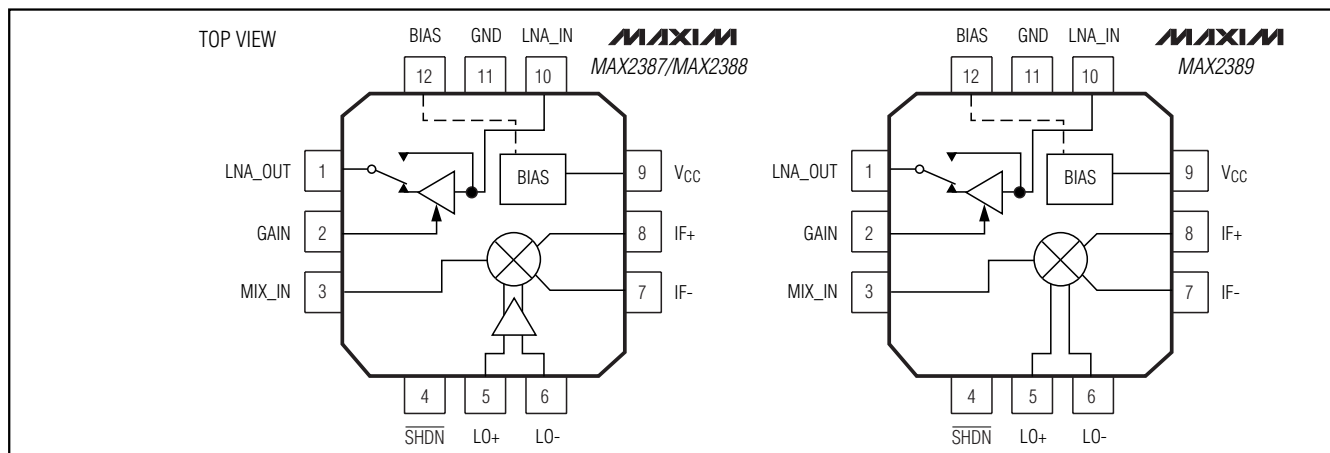 TOP VIEW
BIAS GND LNA_IN
MAXIM
MAX2387/MAX2388
12 11 10
LNA_OUT 1
GAIN 2
MIX_IN 3
BIAS
9 VCC
8 IF+
7 IF-
4 5 6
SHDN LO+ LO-
BIAS GND LNA_IN
MAXIM
MAX2389
12 11 10
LNA_OUT 1
GAIN 2
MIX_IN 3
BIAS
9 VCC
8 IF+
7 IF-
4 5 6
SHDN LO+ LO-